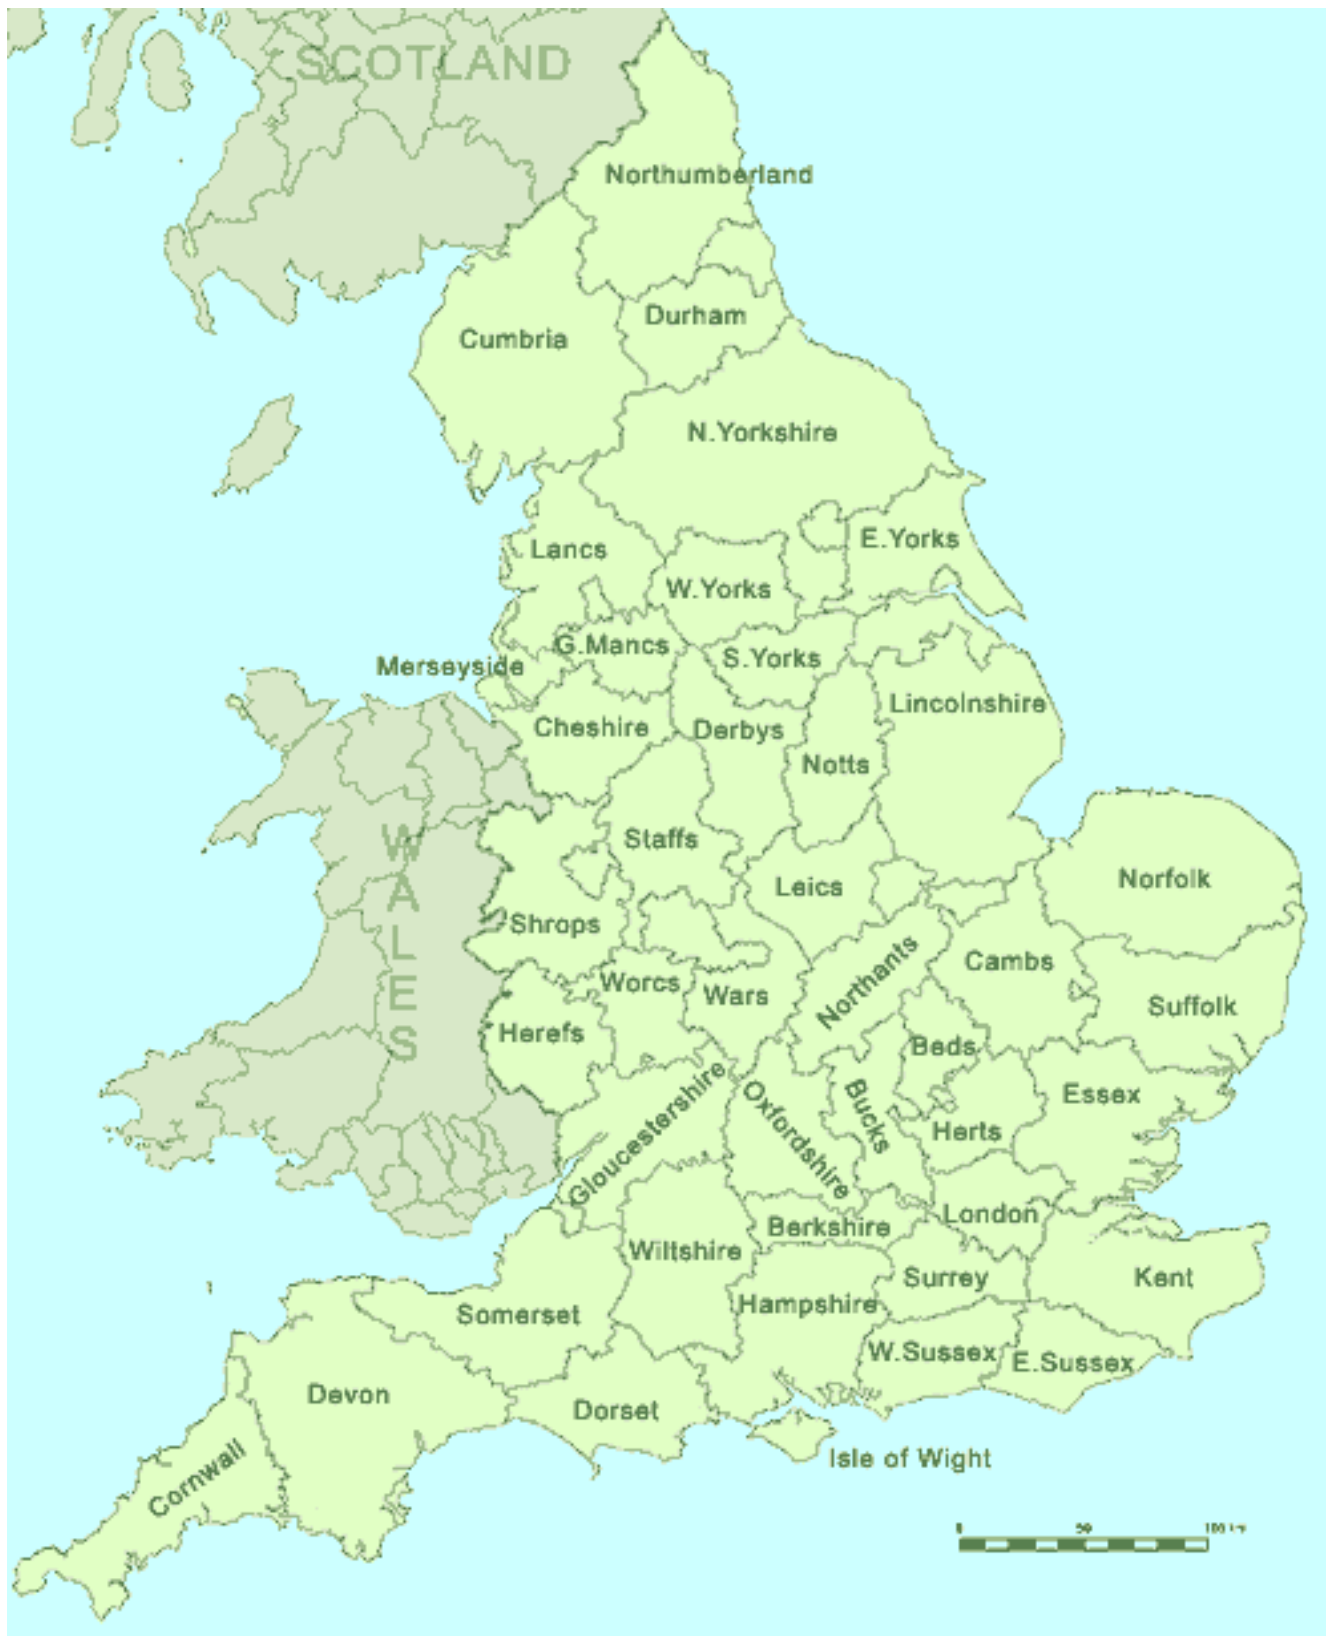 SCOTLAND
Northumberland
Durham
Cumbria
N.Yorkshire
E.Yorks
Lancs
W.Yorks
G.Mancs
S.Yorks
Merseyside
Lincolnshire
Cheshire
Derbys
Notts
WALES
Staffs
Norfolk
Leics
Shrops
Northants
Cambs
Worcs
Wars
Suffolk
Herefs
Beds
Essex
Gloucestershire
Oxfordshire
Bucks
Herts
London
Berkshire
Wiltshire
Surrey
Kent
Hampshire
Somerset
W.Sussex
E.Sussex
Devon
Dorset
Isle of Wight
Cornwall
0 50 100